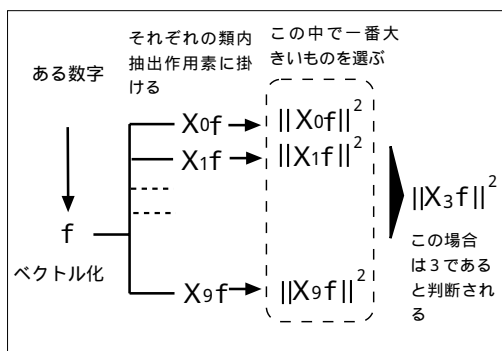 それぞれの類内
抽出作用素に掛
ける
この中で一番大
きいものを選ぶ
ある数字
X₀f
||X₀f||²
X₁f
||X₁f||²
||X₃f||²
f
ベクトル化
この場合
は3である
と判断され
る
X₉f
||X₉f||²